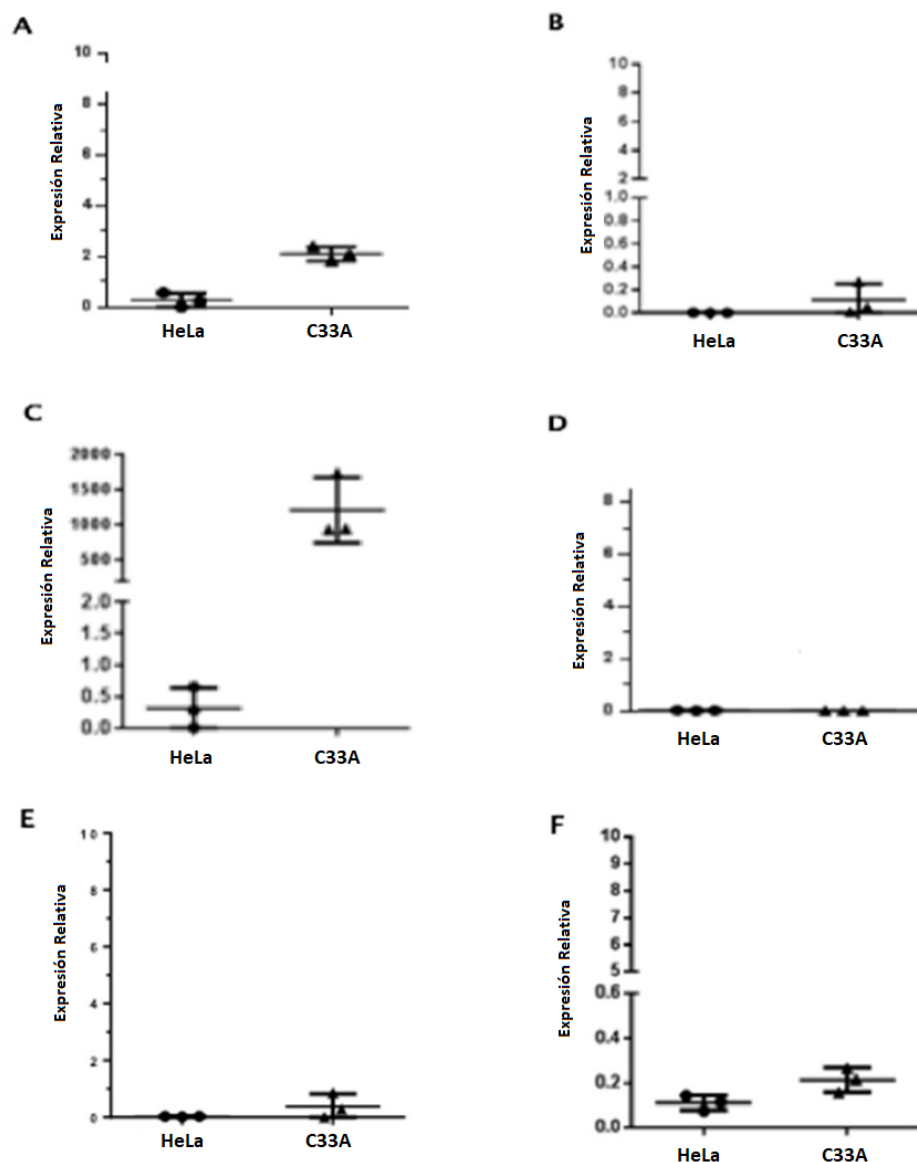 A
Expresión Relativa
10
8
6
4
2
0
HeLa C33A
B
Expresión Relativa
10
8
6
4
2
1.0
0.8
0.6
0.4
0.2
0.0
HeLa C33A
C
Expresión Relativa
2000
1500
1000
500
2.0
1.5
1.0
0.5
0.0
HeLa C33A
D
Expresión Relativa
8
6
4
2
0
HeLa C33A
E
Expresión Relativa
10
8
6
4
2
0
HeLa C33A
F
Expresión Relativa
10
9
8
7
6
5
0.6
0.4
0.2
0.0
HeLa C33A